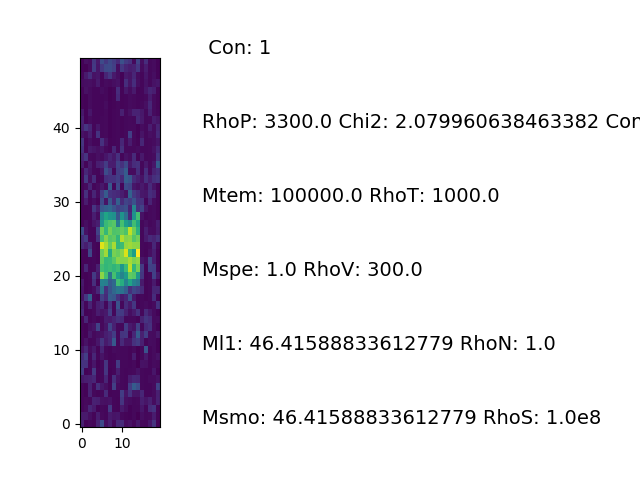 Con: 1
RhoP: 3300.0 Chi2: 2.079960638463382 Con
Mtem: 100000.0 RhoT: 1000.0
Mspe: 1.0 RhoV: 300.0
Ml1: 46.41588833612779 RhoN: 1.0
Msmo: 46.41588833612779 RhoS: 1.0e8
40
30
20
10
0
0 10